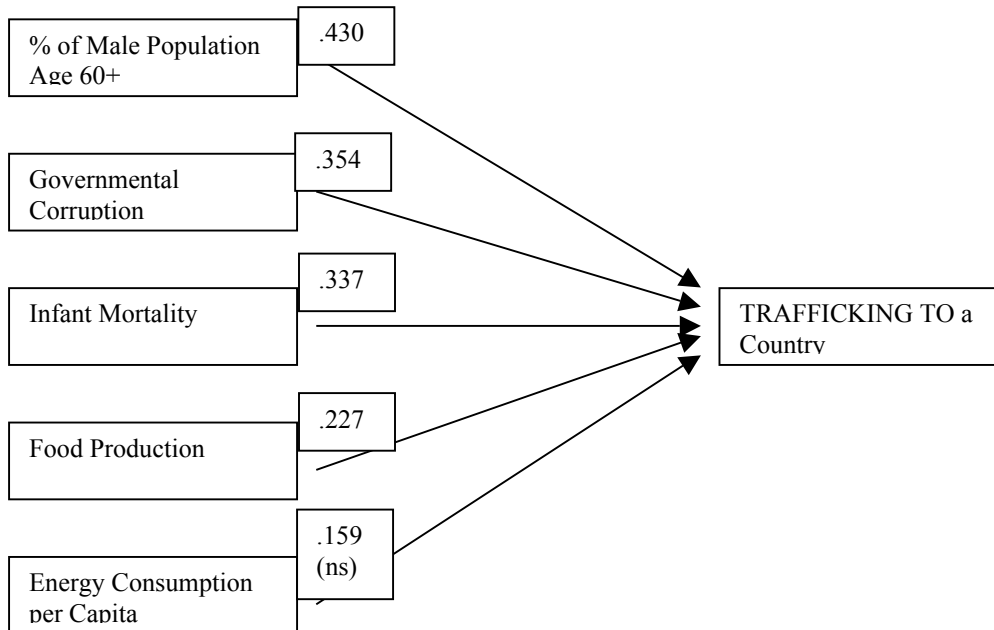 % of Male Population
Age 60+
.430
Governmental
Corruption
.354
Infant Mortality
.337
Food Production
.227
Energy Consumption
per Capita
.159
(ns)
TRAFFICKING TO a
Country